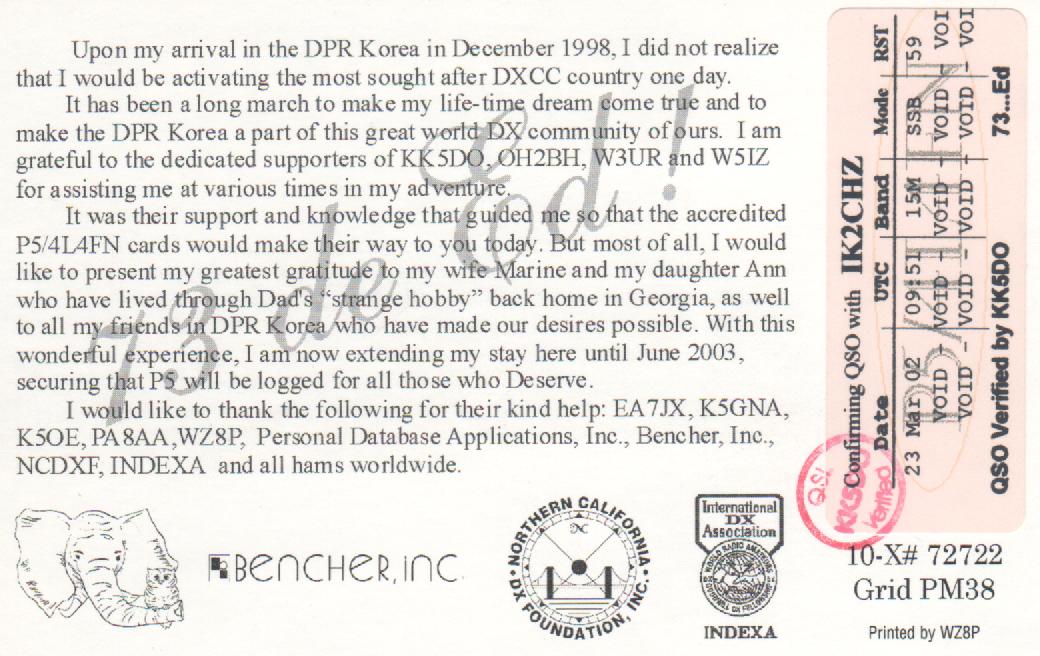 Upon my arrival in the DPR Korea in December 1998, I did not realize
that I would be activating the most sought after DXCC country one day.
It has been a long march to make my life-time dream come true and to
make the DPR Korea a part of this great world DX community of ours. I am
grateful to the dedicated supporters of KK5DO, OH2BH, W3UR and W5IZ
for assisting me at various times in my adventure.
It was their support and knowledge that guided me so that the accredited
P5/4L4FN cards would make their way to you today. But most of all, I would
like to present my greatest gratitude to my wife Marine and my daughter Ann
who have lived through Dad's “strange hobby” back home in Georgia, as well
to all my friends in DPR Korea who have made our desires possible. With this
wonderful experience, I am now extending my stay here until June 2003,
securing that P5 will be logged for all those who Deserve.
I would like to thank the following for their kind help: EA7JX, K5GNA,
K5OE, PA8AA,WZ8P, Personal Database Applications, Inc., Bencher, Inc.,
NCDXF, INDEXA and all hams worldwide.
73 de Ed!
Confirming QSO with IK2CHZ
Date UTC Band Mode RST
23 Mar 02 09:51 15M SSB 59
VOID - VOID - VOID - VOID - VOI
VOID - VOID - VOID - VOID - VOI
P5/4L4FN
QSO Verified by KK5DO 73...Ed
QSL
KK5DO
Verified
BENCHER, INC.
NORTHERN CALIFORNIA
DX FOUNDATION, INC.
International
DX
Association
INDEXA
10-X# 72722
Grid PM38
Printed by WZ8P